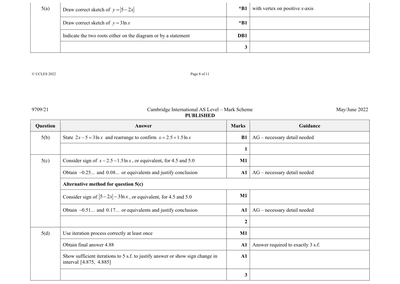 5(a) Draw correct sketch of y = |5 − 2x| *B1 with vertex on positive x-axis
Draw correct sketch of y = 3 ln x *B1
Indicate the two roots either on the diagram or by a statement DB1
3
© UCLES 2022 Page 8 of 11
9709/21 Cambridge International AS Level – Mark Scheme May/June 2022
PUBLISHED
Question Answer Marks Guidance
5(b) State 2x − 5 = 3 ln x and rearrange to confirm x = 2.5 + 1.5 ln x B1 AG – necessary detail needed
1
5(c) Consider sign of x − 2.5 − 1.5 ln x, or equivalent, for 4.5 and 5.0 M1
Obtain −0.25... and 0.08... or equivalents and justify conclusion A1 AG – necessary detail needed
Alternative method for question 5(c)
Consider sign of |5 − 2x| − 3 ln x, or equivalent, for 4.5 and 5.0 M1
Obtain −0.51... and 0.17... or equivalents and justify conclusion A1 AG – necessary detail needed
2
5(d) Use iteration process correctly at least once M1
Obtain final answer 4.88 A1 Answer required to exactly 3 s.f.
Show sufficient iterations to 5 s.f. to justify answer or show sign change in
interval [4.875, 4.885] A1
3